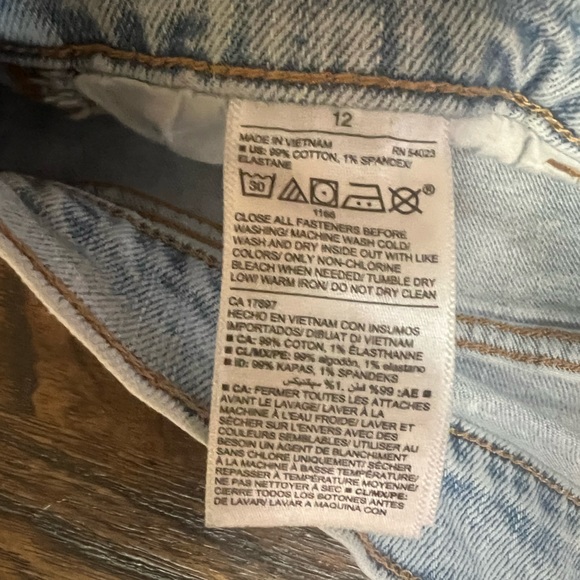 12
MADE IN VIETNAM RN 54023
■ US: 99% COTTON, 1% SPANDEX/
ELASTANE
30 ®
1166
CLOSE ALL FASTENERS BEFORE
WASHING/ MACHINE WASH COLD/
WASH AND DRY INSIDE OUT WITH LIKE
COLORS/ ONLY NON-CHLORINE
BLEACH WHEN NEEDED/ TUMBLE DRY
LOW/ WARM IRON/ DO NOT DRY CLEAN
CA 17897
HECHO EN VIETNAM CON INSUMOS
IMPORTADOS/ DIBUAT DI VIETNAM
■ CA: 99% COTON, 1% ÉLASTHANNE
■ CL/MX/PE: 99% algodón, 1% elastano
■ ID: 99% KAPAS, 1% SPANDEKS
■ AE: 99% قطن, 1% سباندكس
■ CA: FERMER TOUTES LES ATTACHES
AVANT LE LAVAGE/ LAVER À LA
MACHINE À L'EAU FROIDE/ LAVER ET
SÉCHER SUR L'ENVERS AVEC DES
COULEURS SEMBLABLES/ UTILISER AU
BESOIN UN AGENT DE BLANCHIMENT
SANS CHLORE UNIQUEMENT/ SÉCHER
À LA MACHINE À BASSE TEMPÉRATURE/
REPASSER À TEMPÉRATURE MOYENNE/
NE PAS NETTOYER À SEC ■ CL/MX/PE:
CIERRE TODOS LOS BOTONES ANTES
DE LAVAR/ LAVAR A MAQUINA CON